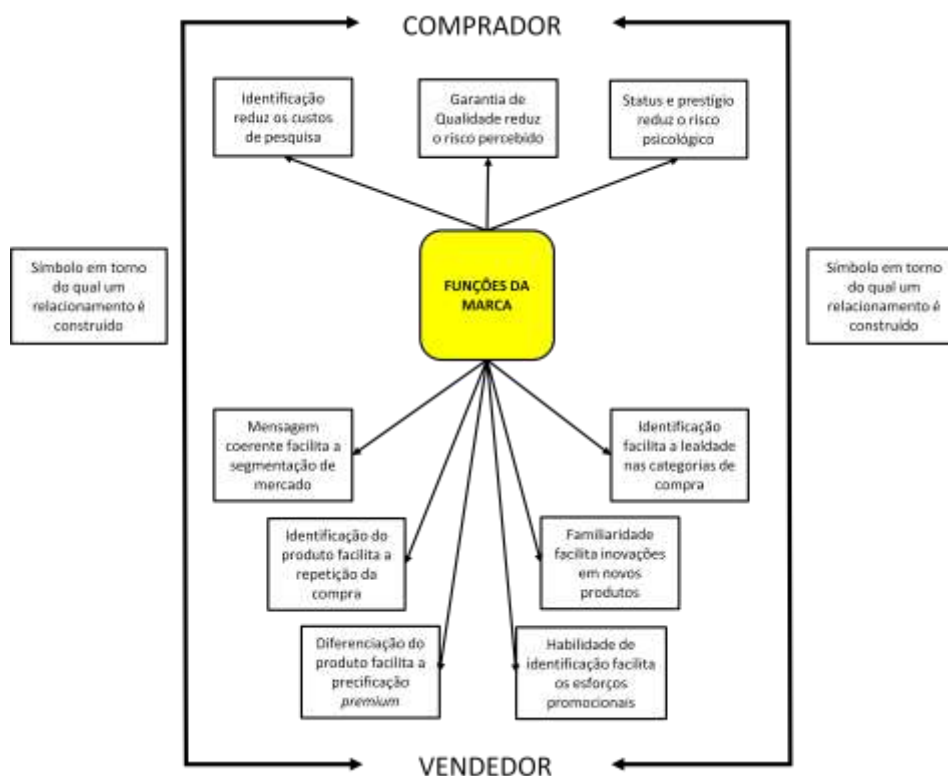 COMPRADOR
Identificação
reduz os custos
de pesquisa
Garantia de
Qualidade reduz
o risco percebido
Status e prestígio
reduz o risco
psicológico
Símbolo em torno
do qual um
relacionamento é
construído
FUNÇÕES DA
MARCA
Símbolo em torno
do qual um
relacionamento é
construído
Mensagem
coerente facilita a
segmentação de
mercado
Identificação
facilita a lealdade
nas categorias de
compra
Identificação do
produto facilita a
repetição da
compra
Familiaridade
facilita inovações
em novos
produtos
Diferenciação do
produto facilita a
precificação
premium
Habilidade de
identificação facilita
os esforços
promocionais
VENDEDOR